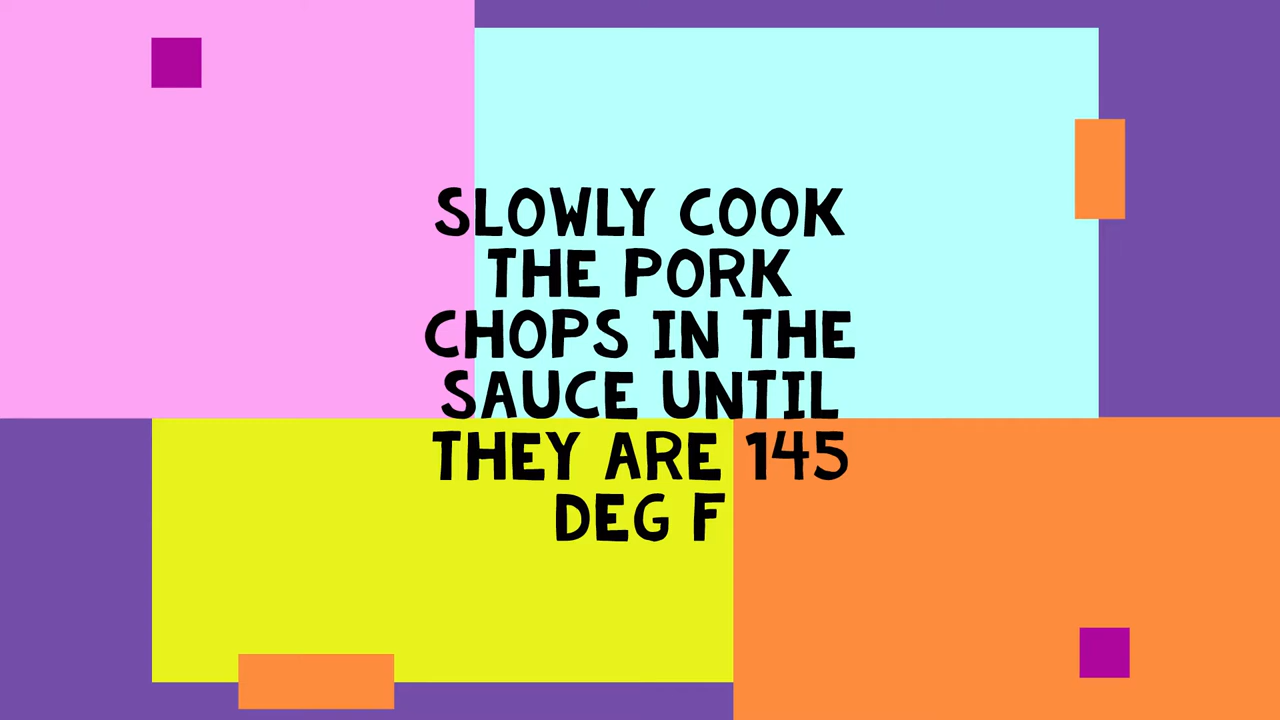 SLOWLY COOK
THE PORK
CHOPS IN THE
SAUCE UNTIL
THEY ARE 145
DEG F